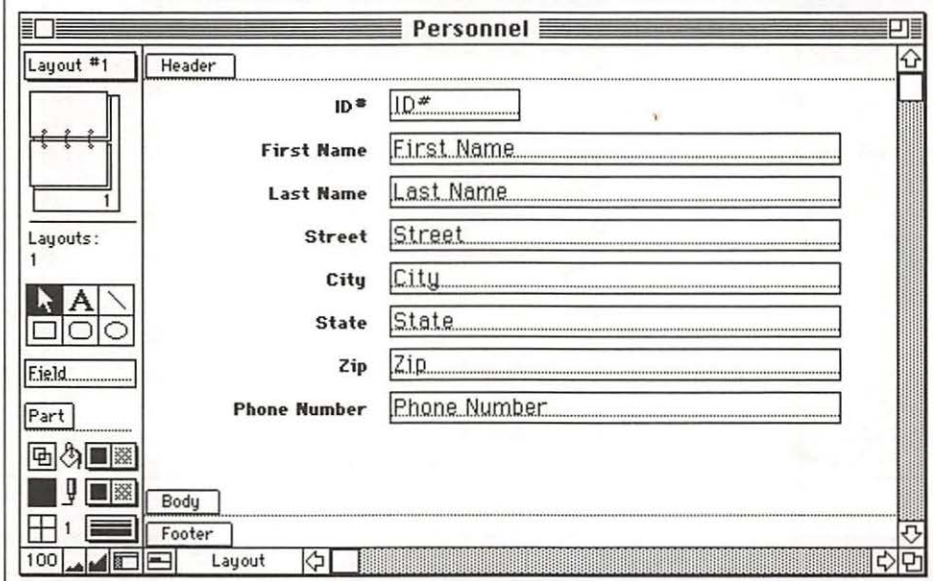 Personnel
Layout #1
Header
ID# ID#
First Name First Name
Last Name Last Name
Street Street
City City
State State
Zip Zip
Phone Number Phone Number
1
Layouts:
1
A
Field
Part
1
Body
Footer
100 Layout